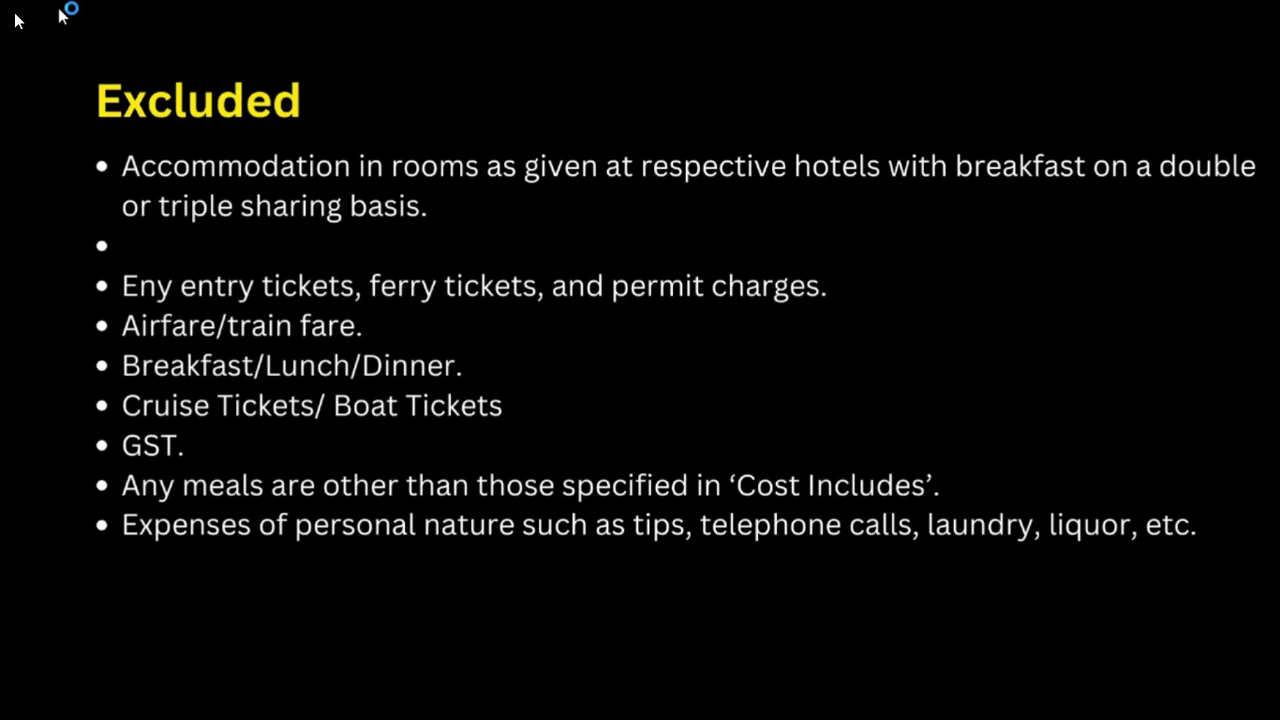 Excluded
• Accommodation in rooms as given at respective hotels with breakfast on a double
or triple sharing basis.
•
• Eny entry tickets, ferry tickets, and permit charges.
• Airfare/train fare.
• Breakfast/Lunch/Dinner.
• Cruise Tickets/ Boat Tickets
• GST.
• Any meals are other than those specified in ‘Cost Includes’.
• Expenses of personal nature such as tips, telephone calls, laundry, liquor, etc.